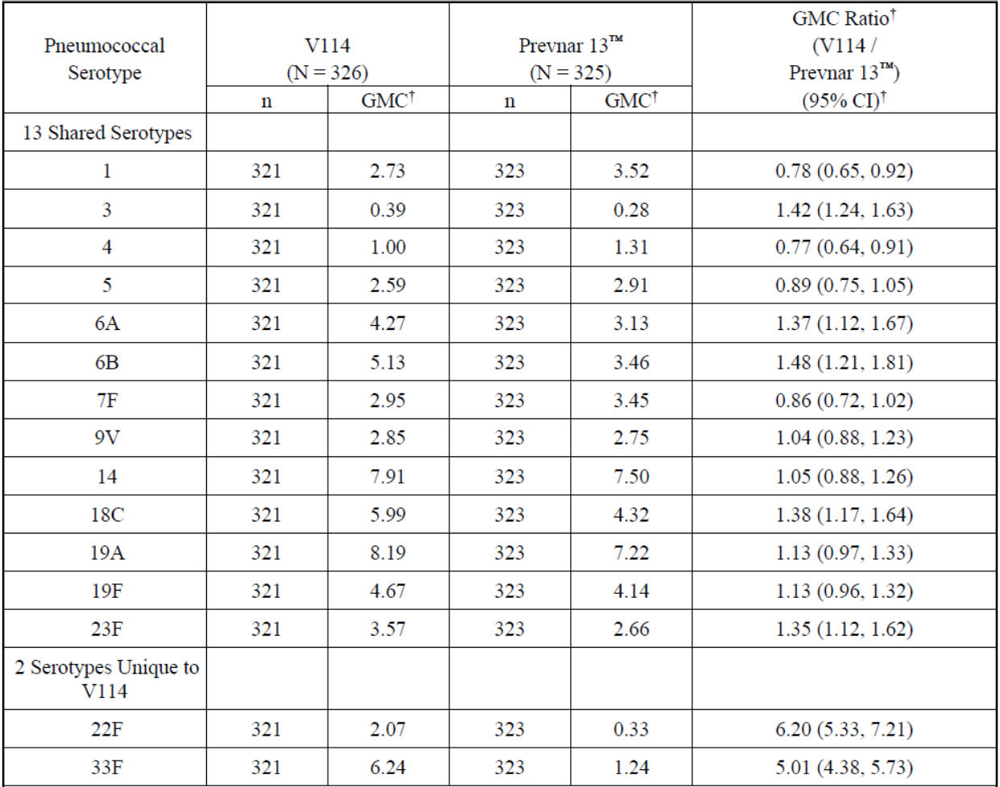 Pneumococcal
Serotype
V114
(N = 326)
Prevnar 13™
(N = 325)
GMC Ratio†
(V114 /
Prevnar 13™)
(95% CI)†
n GMC† n GMC†
13 Shared Serotypes
1 321 2.73 323 3.52 0.78 (0.65, 0.92)
3 321 0.39 323 0.28 1.42 (1.24, 1.63)
4 321 1.00 323 1.31 0.77 (0.64, 0.91)
5 321 2.59 323 2.91 0.89 (0.75, 1.05)
6A 321 4.27 323 3.13 1.37 (1.12, 1.67)
6B 321 5.13 323 3.46 1.48 (1.21, 1.81)
7F 321 2.95 323 3.45 0.86 (0.72, 1.02)
9V 321 2.85 323 2.75 1.04 (0.88, 1.23)
14 321 7.91 323 7.50 1.05 (0.88, 1.26)
18C 321 5.99 323 4.32 1.38 (1.17, 1.64)
19A 321 8.19 323 7.22 1.13 (0.97, 1.33)
19F 321 4.67 323 4.14 1.13 (0.96, 1.32)
23F 321 3.57 323 2.66 1.35 (1.12, 1.62)
2 Serotypes Unique to
V114
22F 321 2.07 323 0.33 6.20 (5.33, 7.21)
33F 321 6.24 323 1.24 5.01 (4.38, 5.73)